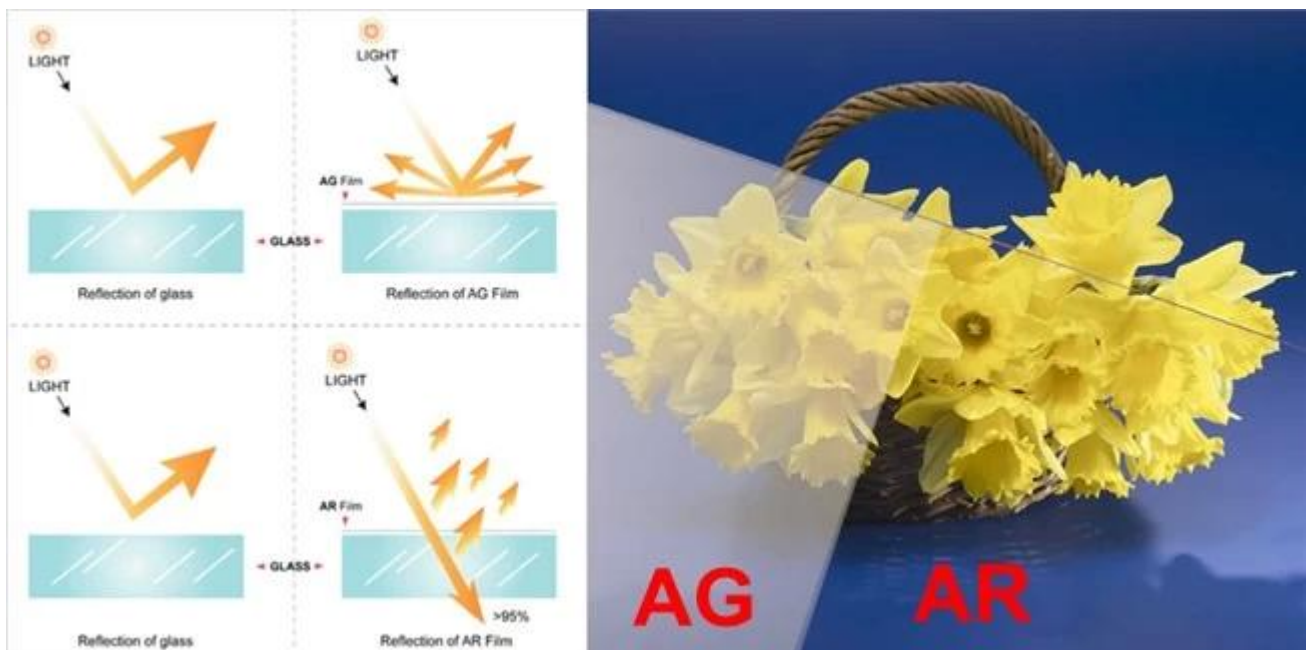 LIGHT
Reflection of glass
LIGHT
AG Film
GLASS
Reflection of AG Film
LIGHT
Reflection of glass
LIGHT
AR Film
GLASS
>95%
Reflection of AR Film
AG
AR